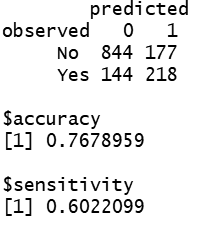 predicted
observed 0 1
No 844 177
Yes 144 218
$accuracy
[1] 0.7678959
$sensitivity
[1] 0.6022099